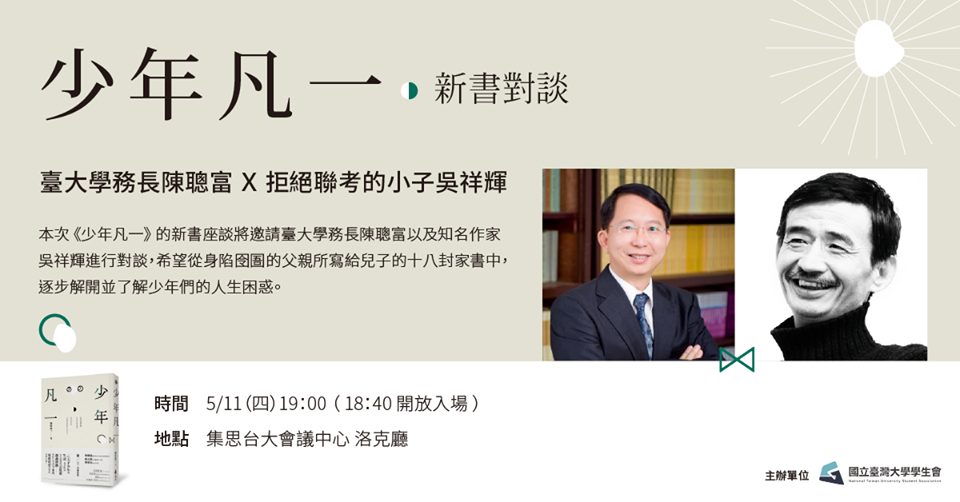 少年凡一
新書對談
臺大學務長陳聰富 X 拒絕聯考的小子吳祥輝
本次《少年凡一》的新書座談將邀請臺大學務長陳聰富以及知名作家
吳祥輝進行對談,希望從身陷囹圄的父親所寫給兒子的十八封家書中,
逐步解開並了解少年們的人生困惑。
少年
凡一
少年凡一
時間 5/11(四)19:00(18:40 開放入場)
地點 集思台大會議中心 洛克廳
主辦單位
國立臺灣大學學生會
National Taiwan University Student Association